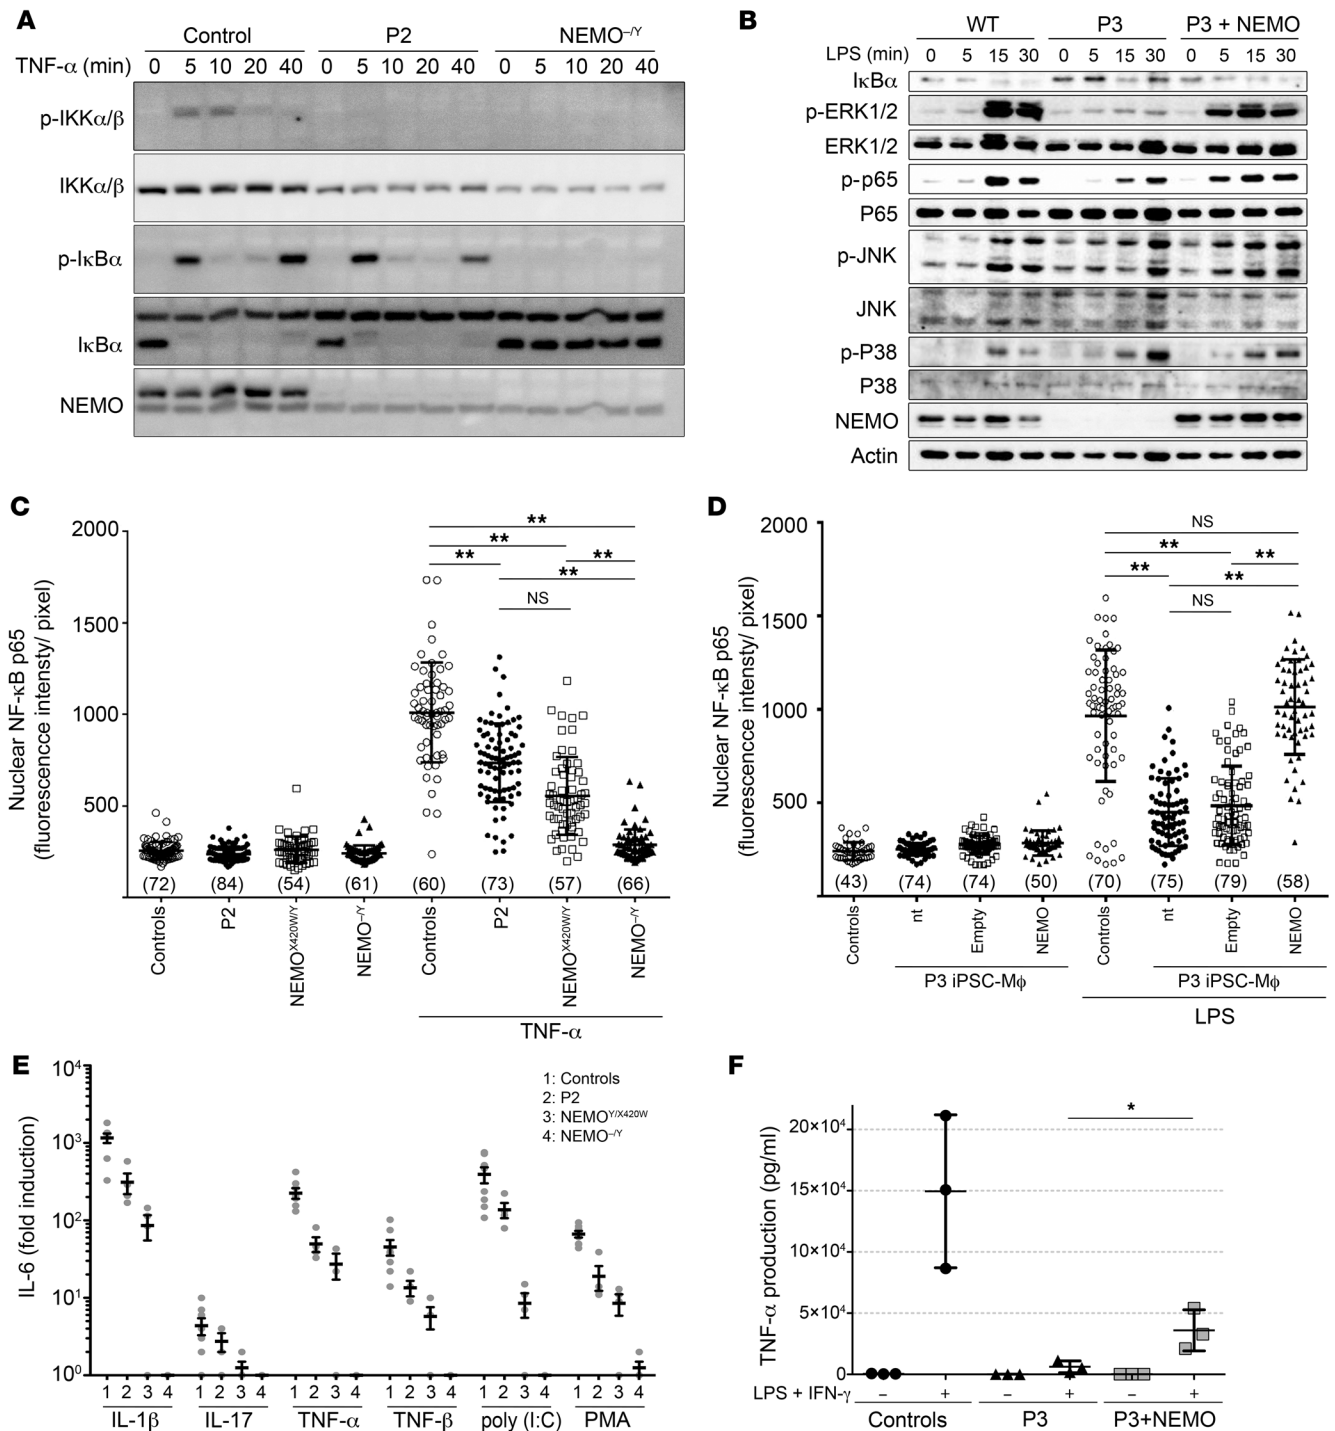 A
Control P2 NEMO–/Y
TNF-α (min) 0 5 10 20 40 0 5 10 20 40 0 5 10 20 40
p-IKKα/β
IKKα/β
p-IκBα
IκBα
NEMO
B
WT P3 P3 + NEMO
LPS (min) 0 5 15 30 0 5 15 30 0 5 15 30
IκBα
p-ERK1/2
ERK1/2
p-p65
P65
p-JNK
JNK
p-P38
P38
NEMO
Actin
C
Nuclear NF-κB p65
(fluorescence intensty/ pixel)
2000
1500
1000
500
**
**
** **
**
NS
(72) (84) (54) (61) (60) (73) (57) (66)
Controls P2 NEMOX420W/Y NEMO–/Y Controls P2 NEMOX420W/Y NEMO–/Y
TNF-α
D
Nuclear NF-κB p65
(fluorescencce intensity/ pixel)
2000
1500
1000
500
NS
**
** **
**
NS
(43) (74) (74) (50) (70) (75) (79) (58)
Controls nt Empty NEMO Controls nt Empty NEMO
P3 iPSC-Mϕ P3 iPSC-Mϕ
LPS
E
IL-6 (fold induction)
10⁴
10³
10²
10¹
10⁰
1: Controls
2: P2
3: NEMOY/X420W
4: NEMO–/Y
1 2 3 4 1 2 3 4 1 2 3 4 1 2 3 4 1 2 3 4 1 2 3 4
IL-1β IL-17 TNF-α TNF-β poly (I:C) PMA
F
TNF-α production (pg/ml)
20×10⁴
15×10⁴
10×10⁴
5×10⁴
0
*
LPS + IFN-γ – + – + – +
Controls P3 P3+NEMO